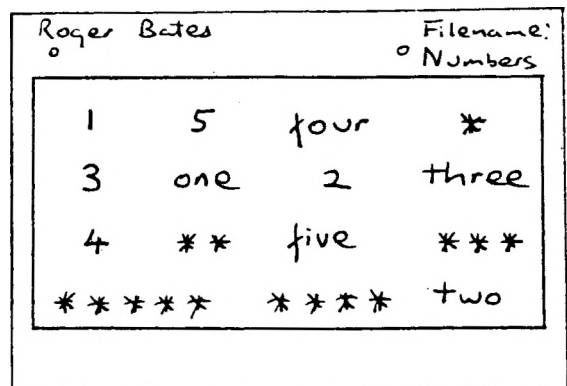 Roger Bates Filename:
Numbers
1 5 four *
3 one 2 three
4 ** five ***
***** **** two